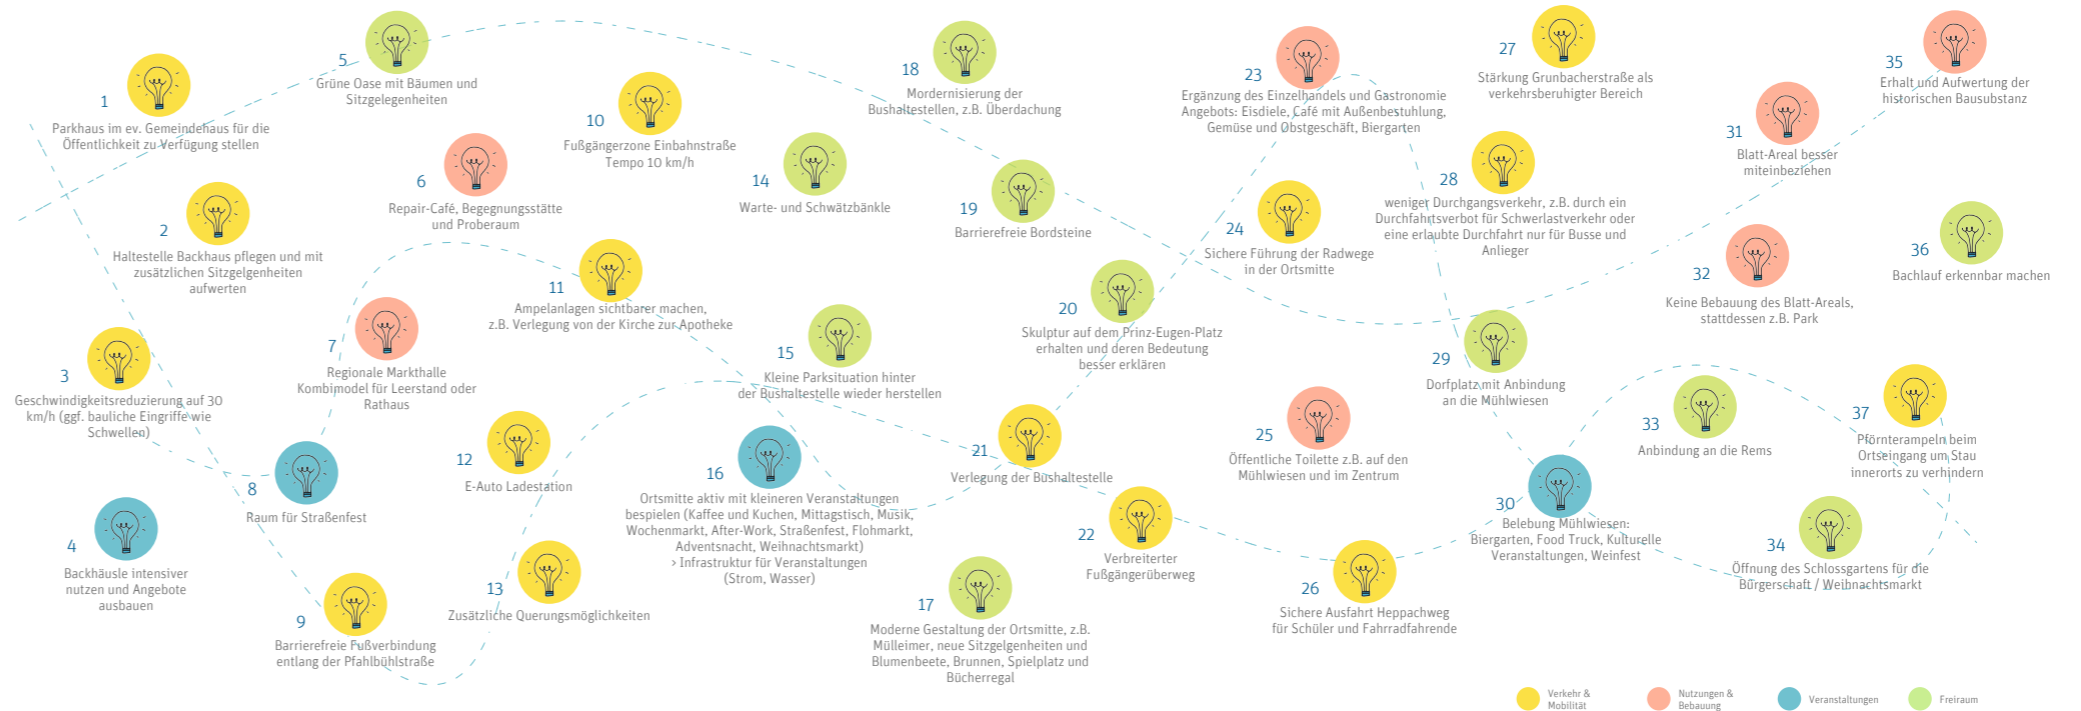 1
Parkhaus im ev. Gemeindehaus für die
Öffentlichkeit zu Verfügung stellen
2
Haltestelle Backhaus pflegen und mit
zusätzlichen Sitzgelgenheiten
aufwerten
3
Geschwindigkeitsreduzierung auf 30
km/h (ggf. bauliche Eingriffe wie
Schwellen)
4
Backhäusle intensiver
nutzen und Angebote
ausbauen
5
Grüne Oase mit Bäumen und
Sitzgelegenheiten
6
Repair-Café, Begegnungsstätte
und Proberaum
7
Regionale Markthalle
Kombimodel für Leerstand oder
Rathaus
8
Raum für Straßenfest
9
Barrierefreie Fußverbindung
entlang der Pfahlbühlstraße
10
Fußgängerzone Einbahnstraße
Tempo 10 km/h
11
Ampelanlagen sichtbarer machen,
z.B. Verlegung von der Kirche zur Apotheke
12
E-Auto Ladestation
13
Zusätzliche Querungsmöglichkeiten
14
Warte- und Schwätzbänkle
15
Kleine Parksituation hinter
der Bushaltestelle wieder herstellen
16
Ortsmitte aktiv mit kleineren Veranstaltungen
bespielen (Kaffee und Kuchen, Mittagstisch, Musik,
Wochenmarkt, After-Work, Straßenfest, Flohmarkt,
Adventsnacht, Weihnachtsmarkt)
> Infrastruktur für Veranstaltungen
(Strom, Wasser)
17
Moderne Gestaltung der Ortsmitte, z.B.
Mülleimer, neue Sitzgelgenheiten und
Blumenbeete, Brunnen, Spielplatz und
Bücherregal
18
Mordernisierung der
Bushaltestellen, z.B. Überdachung
19
Barrierefreie Bordsteine
20
Skulptur auf dem Prinz-Eugen-Platz
erhalten und deren Bedeutung
besser erklären
21
Verlegung der Bushaltestelle
22
Verbreiterter
Fußgängerüberweg
23
Ergänzung des Einzelhandels und Gastronomie
Angebots: Eisdiele, Café mit Außenbestuhlung,
Gemüse und Obstgeschäft, Biergarten
24
Sichere Führung der Radwege
in der Ortsmitte
25
Öffentliche Toilette z.B. auf den
Mühlwiesen und im Zentrum
26
Sichere Ausfahrt Heppachweg
für Schüler und Fahrradfahrende
27
Stärkung Grunbacherstraße als
verkehrsberuhigter Bereich
28
weniger Durchgangsverkehr, z.B. durch ein
Durchfahrtsverbot für Schwerlastverkehr oder
eine erlaubte Durchfahrt nur für Busse und
Anlieger
29
Dorfplatz mit Anbindung
an die Mühlwiesen
30
Belebung Mühlwiesen:
Biergarten, Food Truck, Kulturelle
Veranstaltungen, Weinfest
31
Blatt-Areal besser
miteinbeziehen
32
Keine Bebauung des Blatt-Areals,
stattdessen z.B. Park
33
Anbindung an die Rems
34
Öffnung des Schlossgartens für die
Bürgerschaft / Weihnachtsmarkt
35
Erhalt und Aufwertung der
historischen Bausubstanz
36
Bachlauf erkennbar machen
37
Pförnterampeln beim
Ortseingang um Stau
innerorts zu verhindern
Verkehr &
Mobilität
Nutzungen &
Bebauung
Veranstaltungen
Freiraum